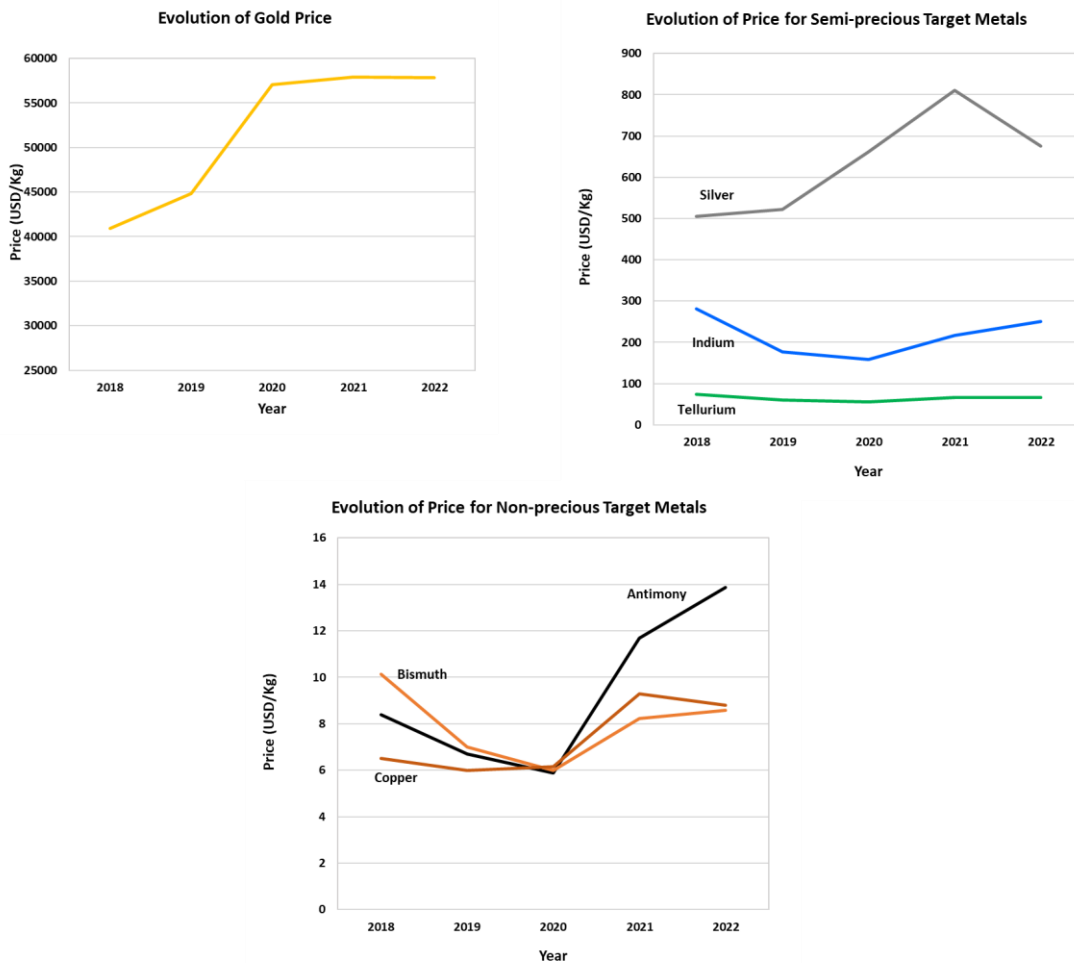 Evolution of Gold Price
60000
55000
50000
45000
40000
35000
30000
25000
Price (USD/Kg)
2018 2019 2020 2021 2022
Year
Evolution of Price for Semi-precious Target Metals
900
800
700
600
500
400
300
200
100
0
Price (USD/Kg)
Silver
Indium
Tellurium
2018 2019 2020 2021 2022
Year
Evolution of Price for Non-precious Target Metals
16
14
12
10
8
6
4
2
0
Price (USD/Kg)
Antimony
Bismuth
Copper
2018 2019 2020 2021 2022
Year